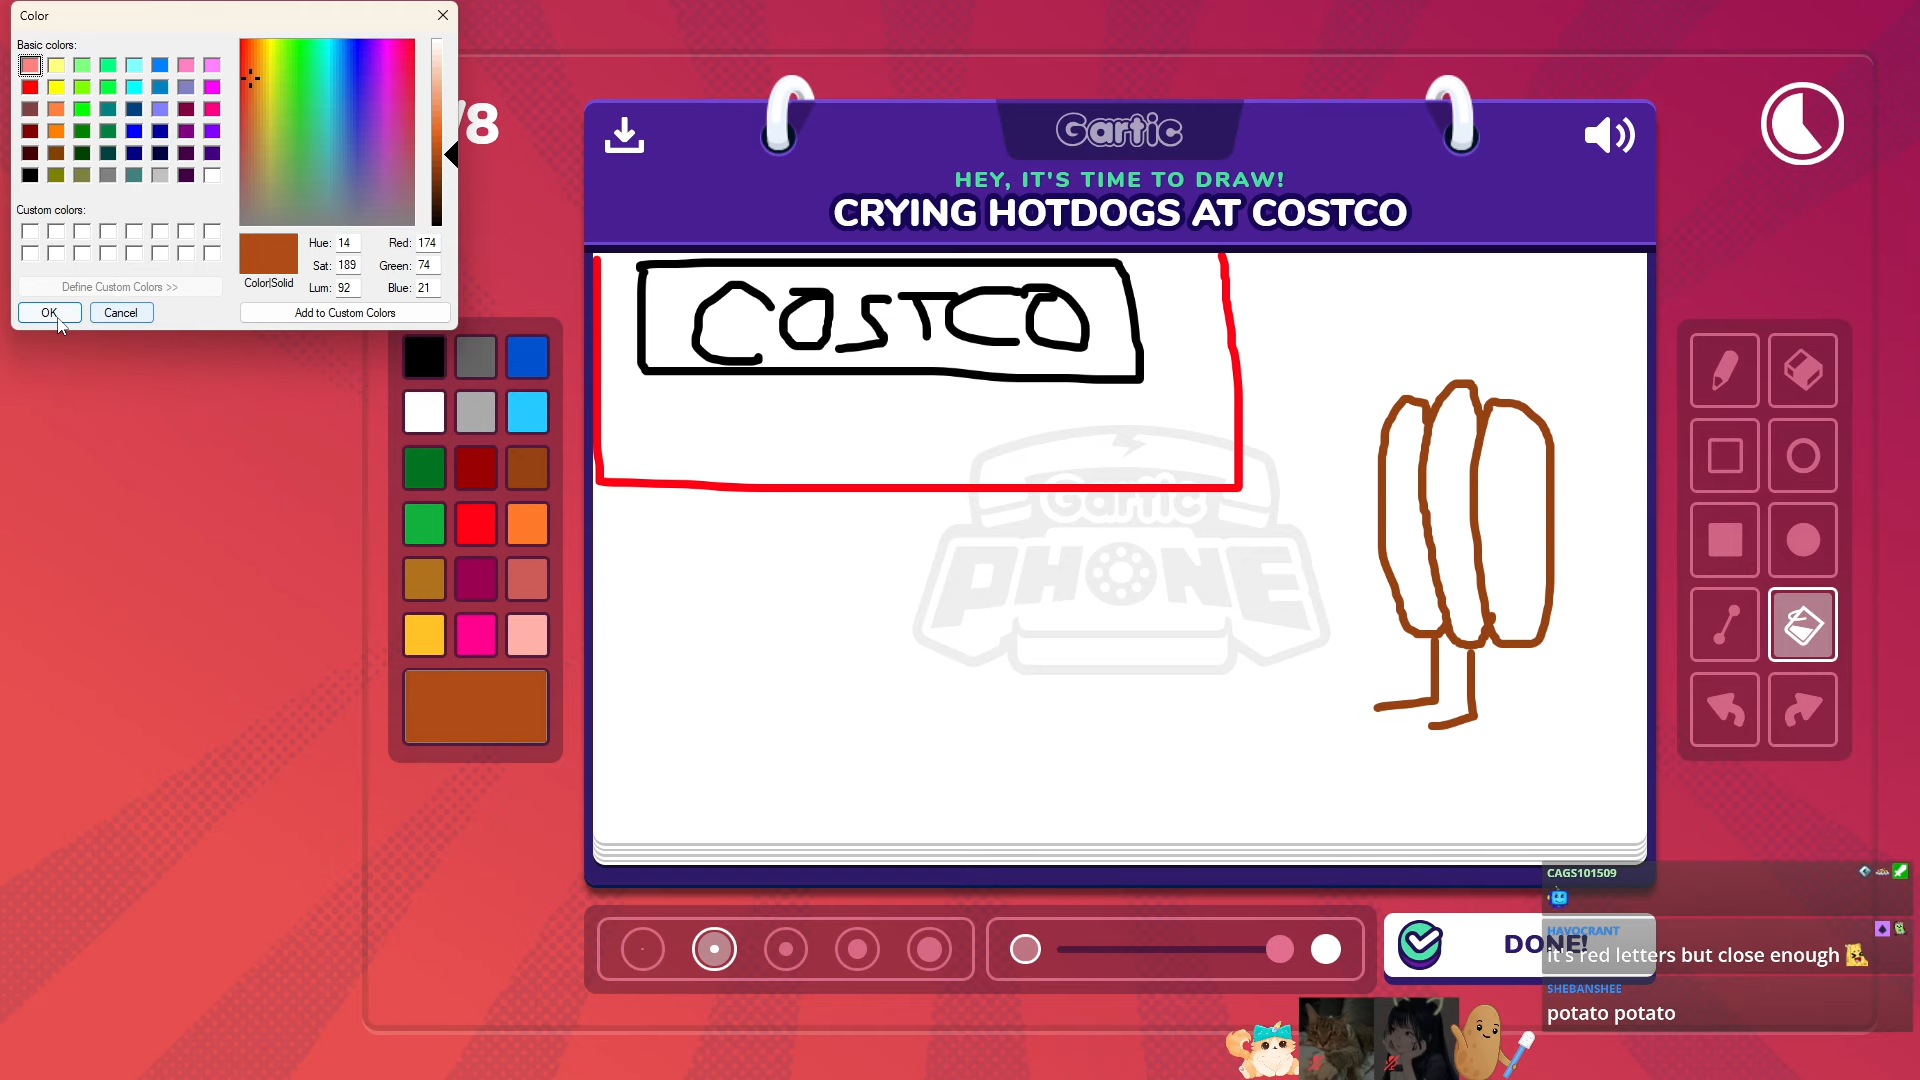 Color
Basic colors:
Custom colors:
Define Custom Colors >>
OK
Cancel
Color|Solid
Hue: 14
Sat: 189
Lum: 92
Red: 174
Green: 74
Blue: 21
Add to Custom Colors
/8
Gartic
HEY, IT'S TIME TO DRAW!
CRYING HOTDOGS AT COSTCO
COSTCO
Gartic
PHONE
DONE!
CAGS101509
HAVOCRANT
it's red letters but close enough
SHEBANSHEE
potato potato